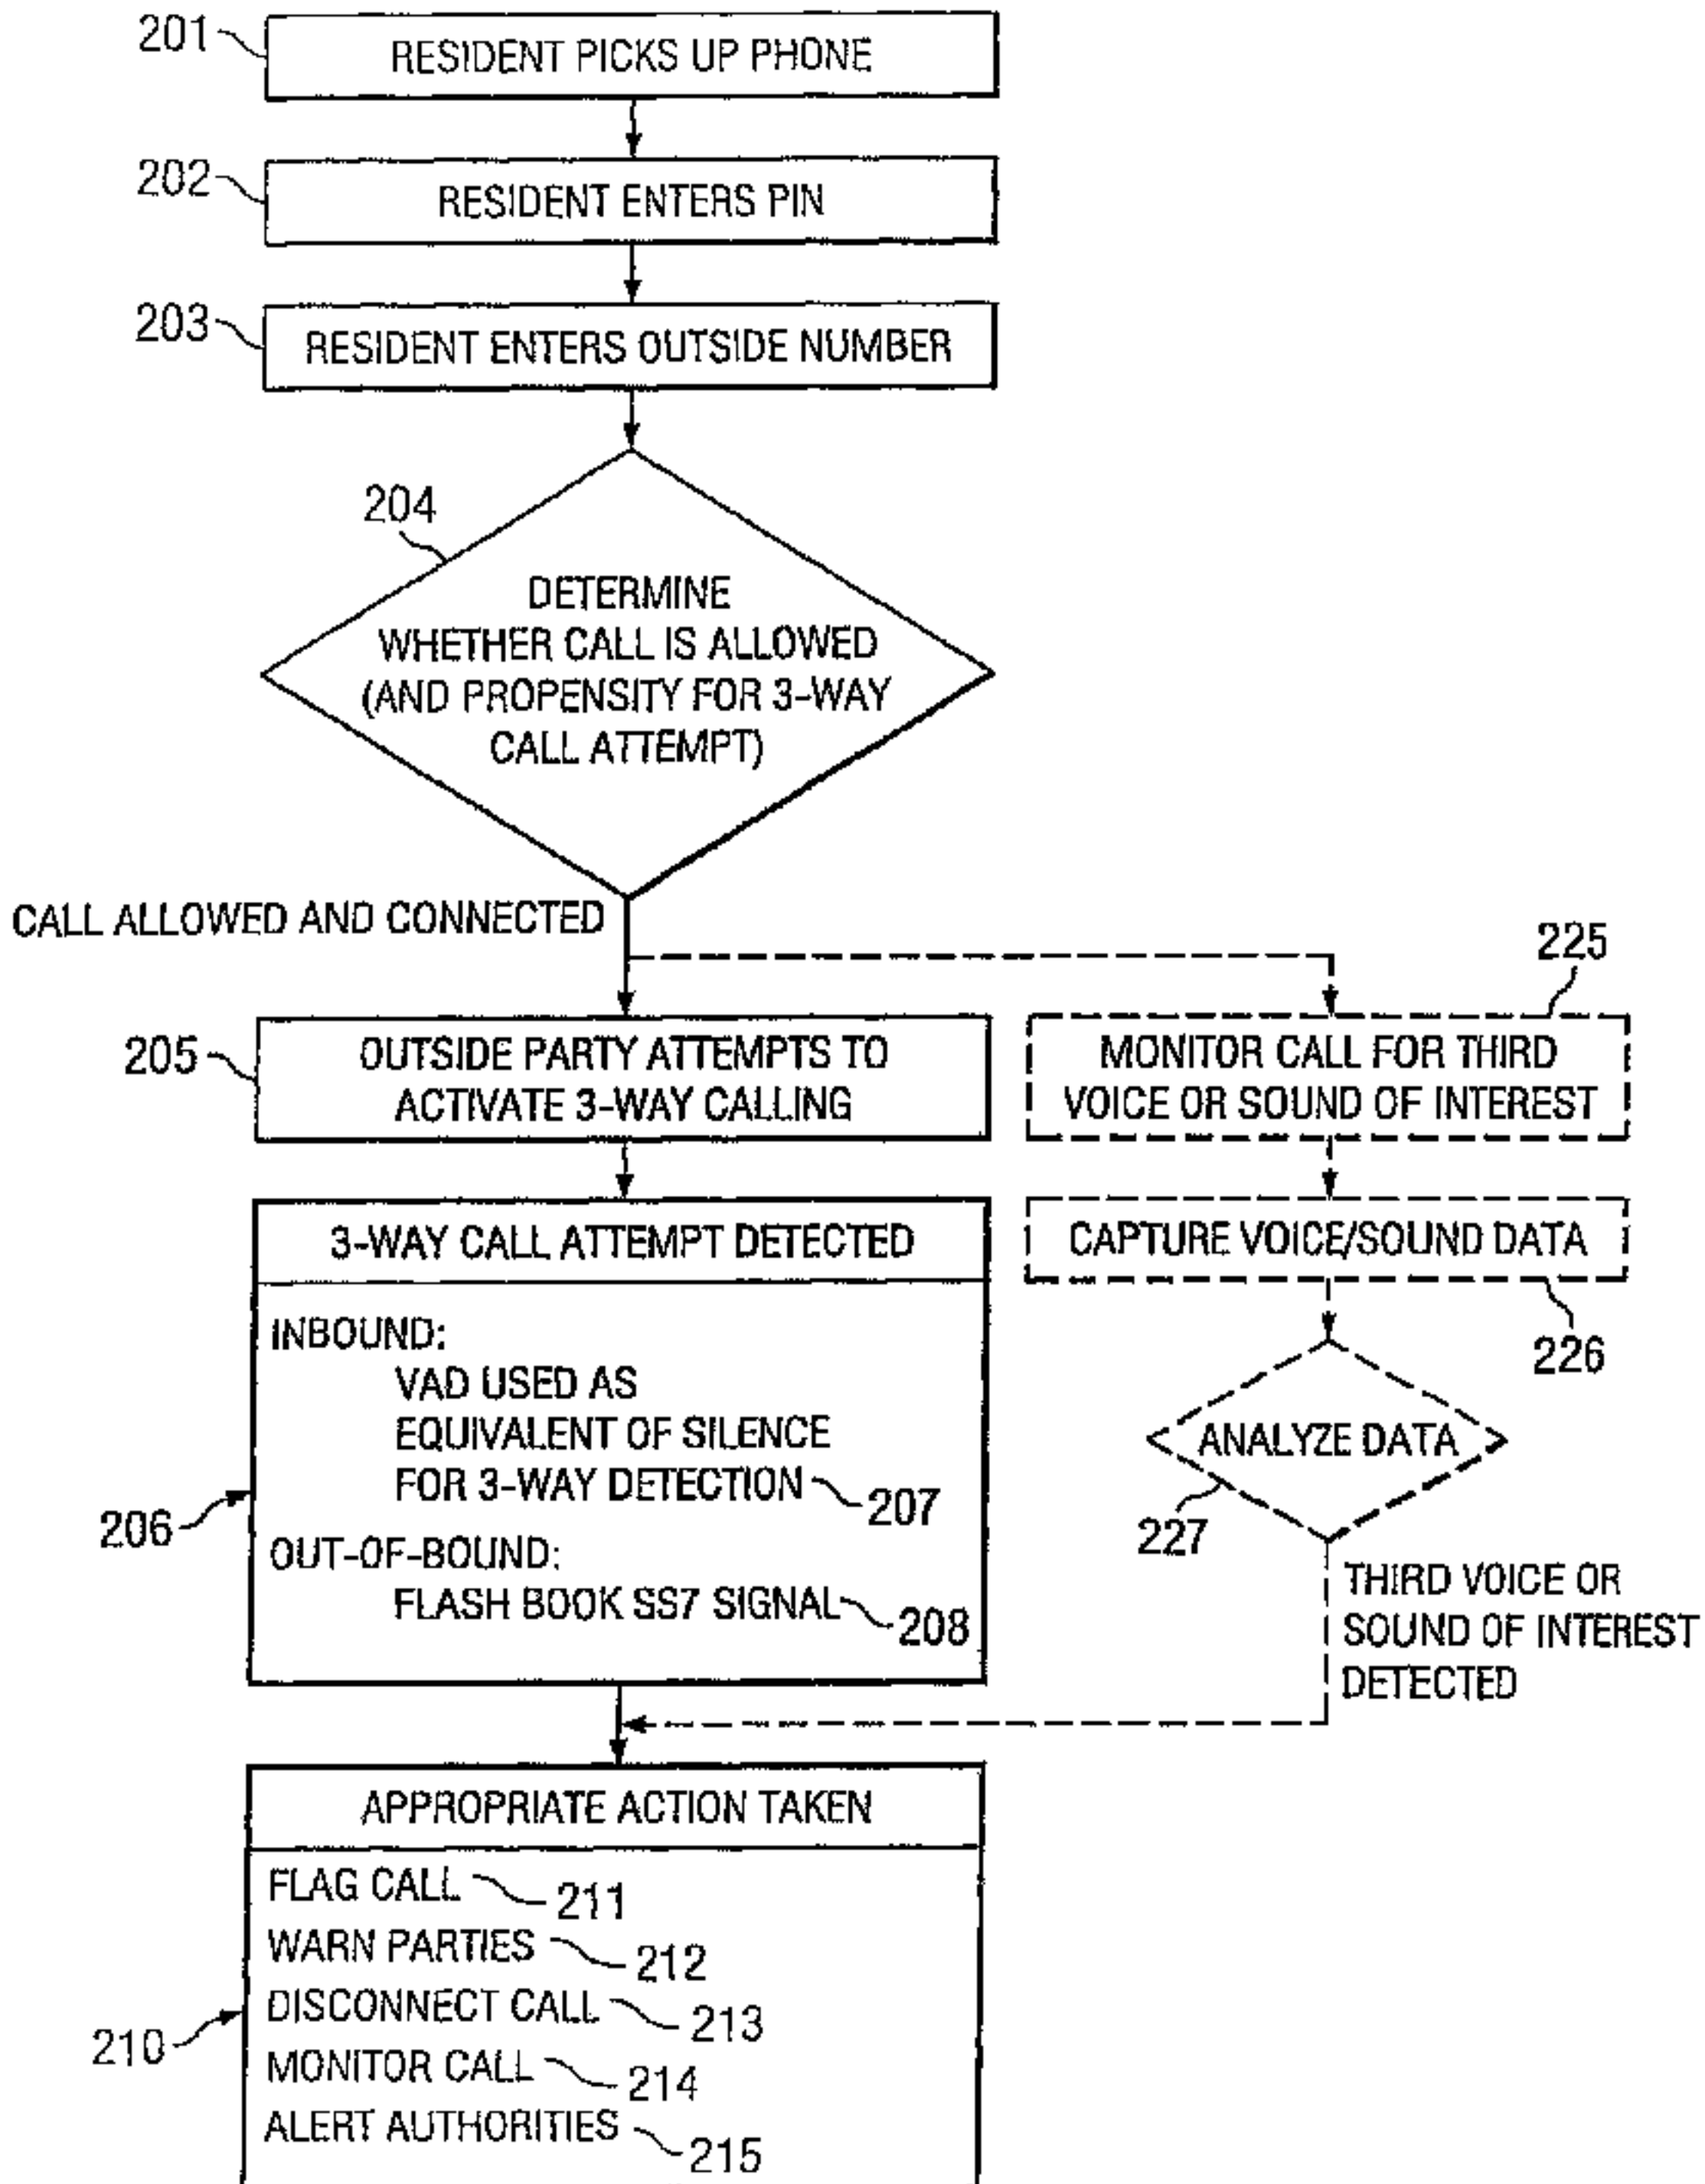 201
RESIDENT PICKS UP PHONE
202
RESIDENT ENTERS PIN
203
RESIDENT ENTERS OUTSIDE NUMBER
204
DETERMINE
WHETHER CALL IS ALLOWED
(AND PROPENSITY FOR 3-WAY
CALL ATTEMPT)
CALL ALLOWED AND CONNECTED
225
205
OUTSIDE PARTY ATTEMPTS TO
ACTIVATE 3-WAY CALLING
MONITOR CALL FOR THIRD
VOICE OR SOUND OF INTEREST
3-WAY CALL ATTEMPT DETECTED
CAPTURE VOICE/SOUND DATA
226
INBOUND:
VAD USED AS
EQUIVALENT OF SILENCE
FOR 3-WAY DETECTION
207
206
OUT-OF-BOUND:
FLASH BOOK SS7 SIGNAL
208
ANALYZE DATA
227
THIRD VOICE OR
SOUND OF INTEREST
DETECTED
APPROPRIATE ACTION TAKEN
FLAG CALL
211
WARN PARTIES
212
DISCONNECT CALL
213
210
MONITOR CALL
214
ALERT AUTHORITIES
215